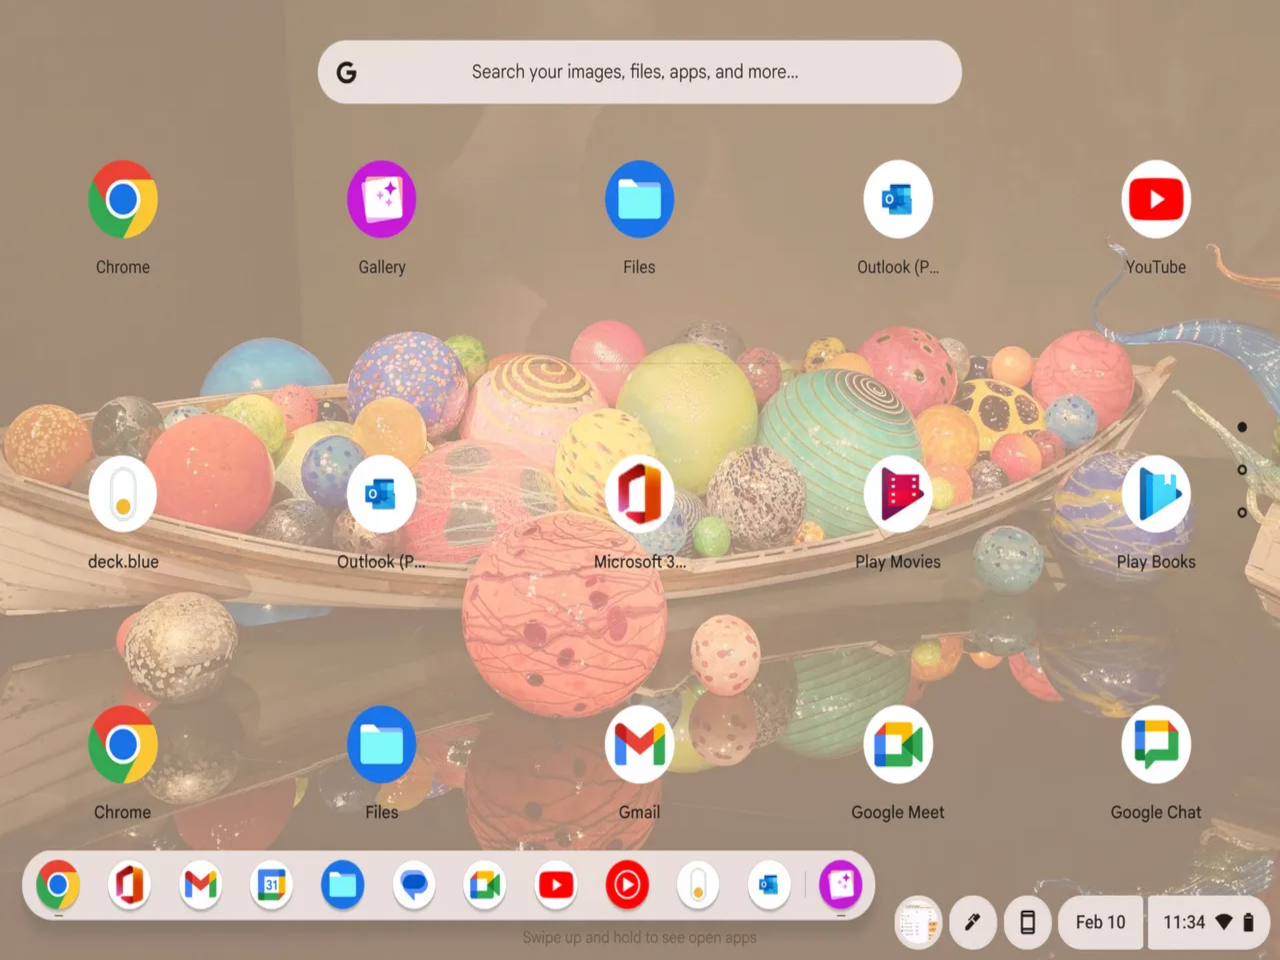 G
Search your images, files, apps, and more...
Chrome
Gallery
Files
Outlook (P...
YouTube
deck.blue
Outlook (P...
Microsoft 3...
Play Movies
Play Books
Chrome
Files
Gmail
Google Meet
Google Chat
31
Swipe up and hold to see open apps
Feb 10
11:34